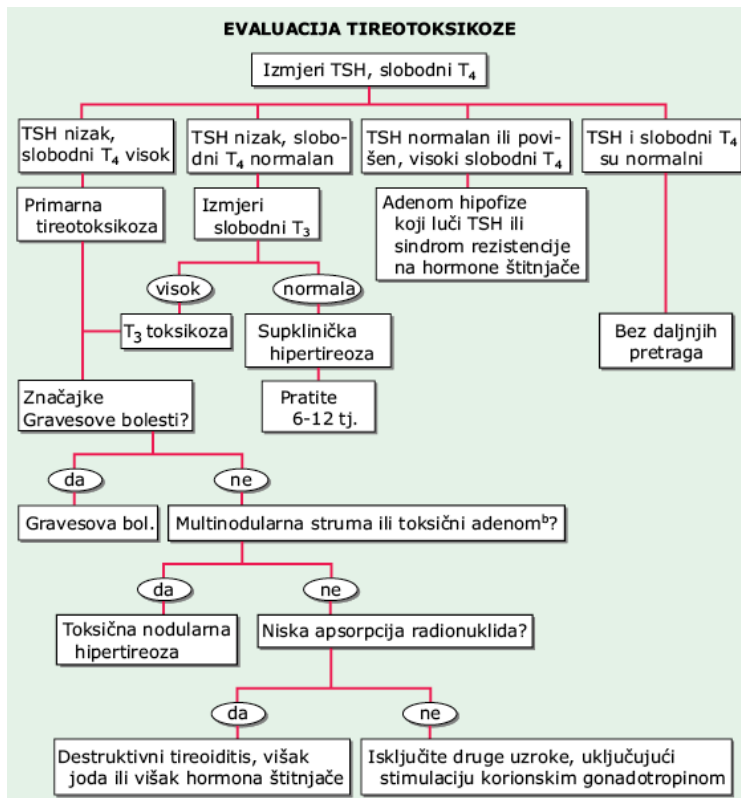 EVALUACIJA TIREOTOKSIKOZE
Izmjeri TSH, slobodni T4
TSH nizak,
slobodni T4 visok
TSH nizak, slobo-
dni T4 normalan
TSH normalan ili povi-
šen, visoki slobodni T4
TSH i slobodni T4
su normalni
Primarna
tireotoksikoza
Izmjeri
slobodni T3
Adenom hipofize
koji luči TSH ili
sindrom rezistencije
na hormone štitnjače
visok
normala
T3 toksikoza
Supklinička
hipertireoza
Bez daljnjih
pretraga
Značajke
Gravesove bolesti?
Pratite
6-12 tj.
da
ne
Gravesova bol.
Multinodularna struma ili toksični adenomb?
da
ne
Toksična nodularna
hipertireoza
Niska apsorpcija radionuklida?
da
ne
Destruktivni tireoiditis, višak
joda ili višak hormona štitnjače
Isključite druge uzroke, uključujući
stimulaciju korionskim gonadotropinom